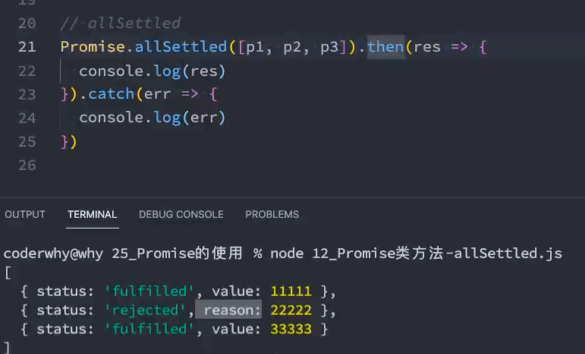 20 // allSettled
21 Promise.allSettled([p1, p2, p3]).then(res => {
22 console.log(res)
23 }).catch(err => {
24 console.log(err)
25 })
26
OUTPUT TERMINAL DEBUG CONSOLE PROBLEMS
coderwhy@why 25_Promise的使用 % node 12_Promise类方法-allSettled.js
[
{ status: 'fulfilled', value: 11111 },
{ status: 'rejected', reason: 22222 },
{ status: 'fulfilled', value: 33333 }
]